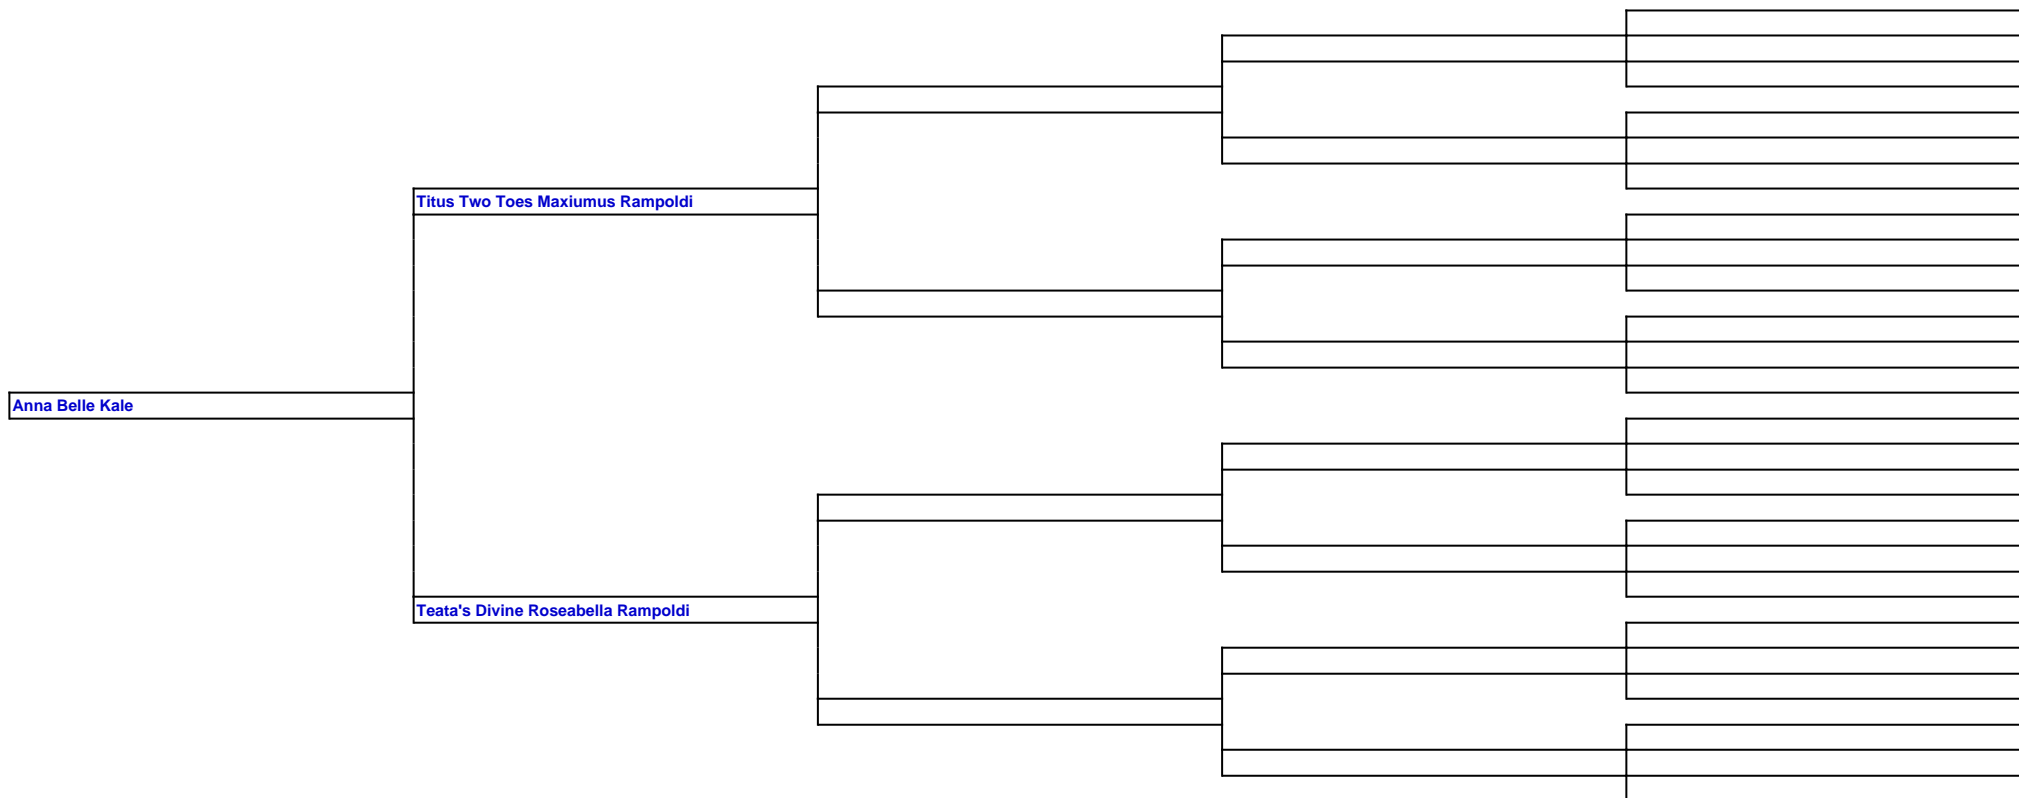 Titus Two Toes Maxiumus Rampoldi
Anna Belle Kale
Teata's Divine Roseabella Rampoldi